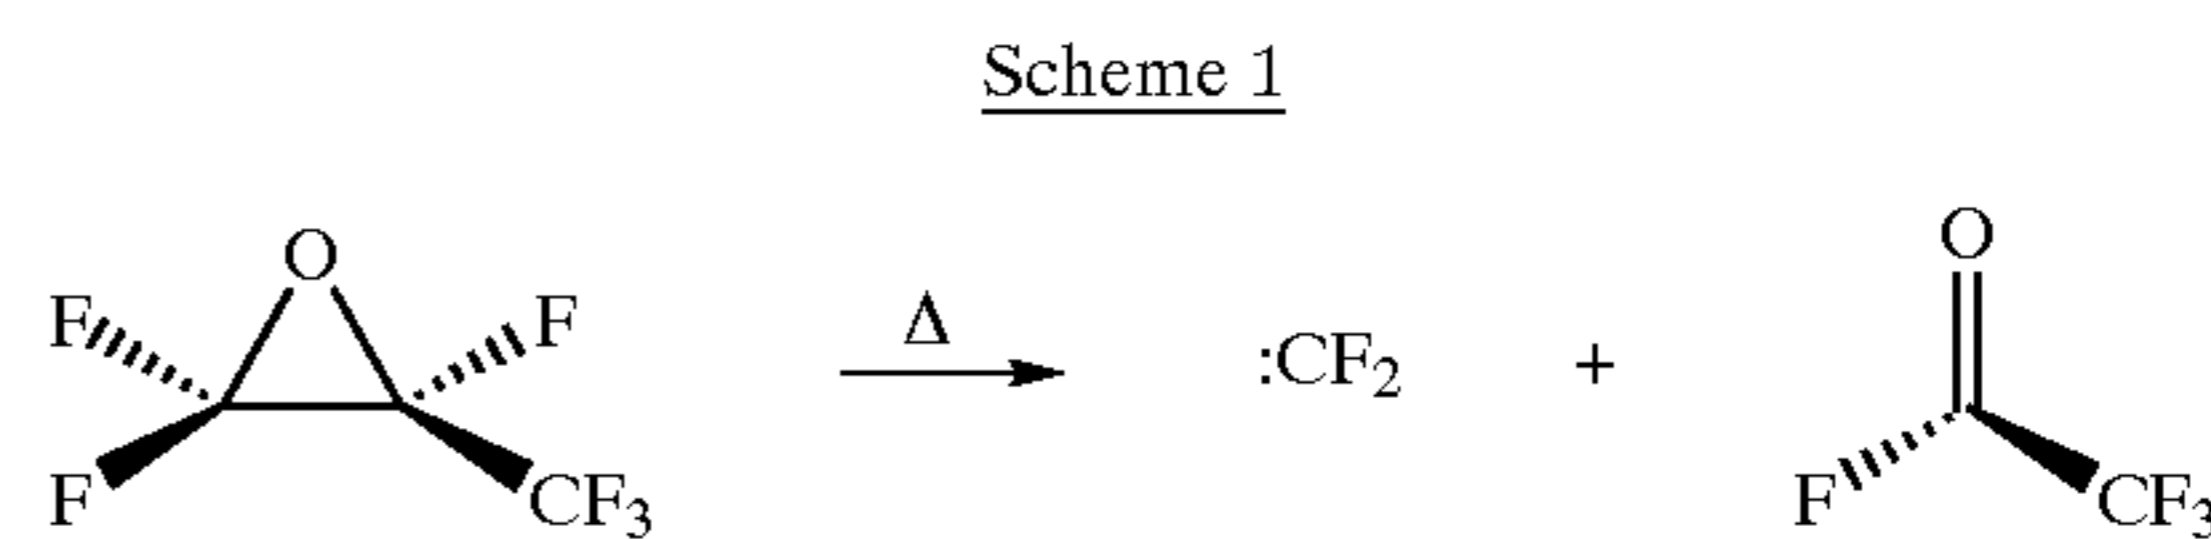 Scheme 1
O
F F
F CF₃
Δ
:CF₂ +
O
F CF₃